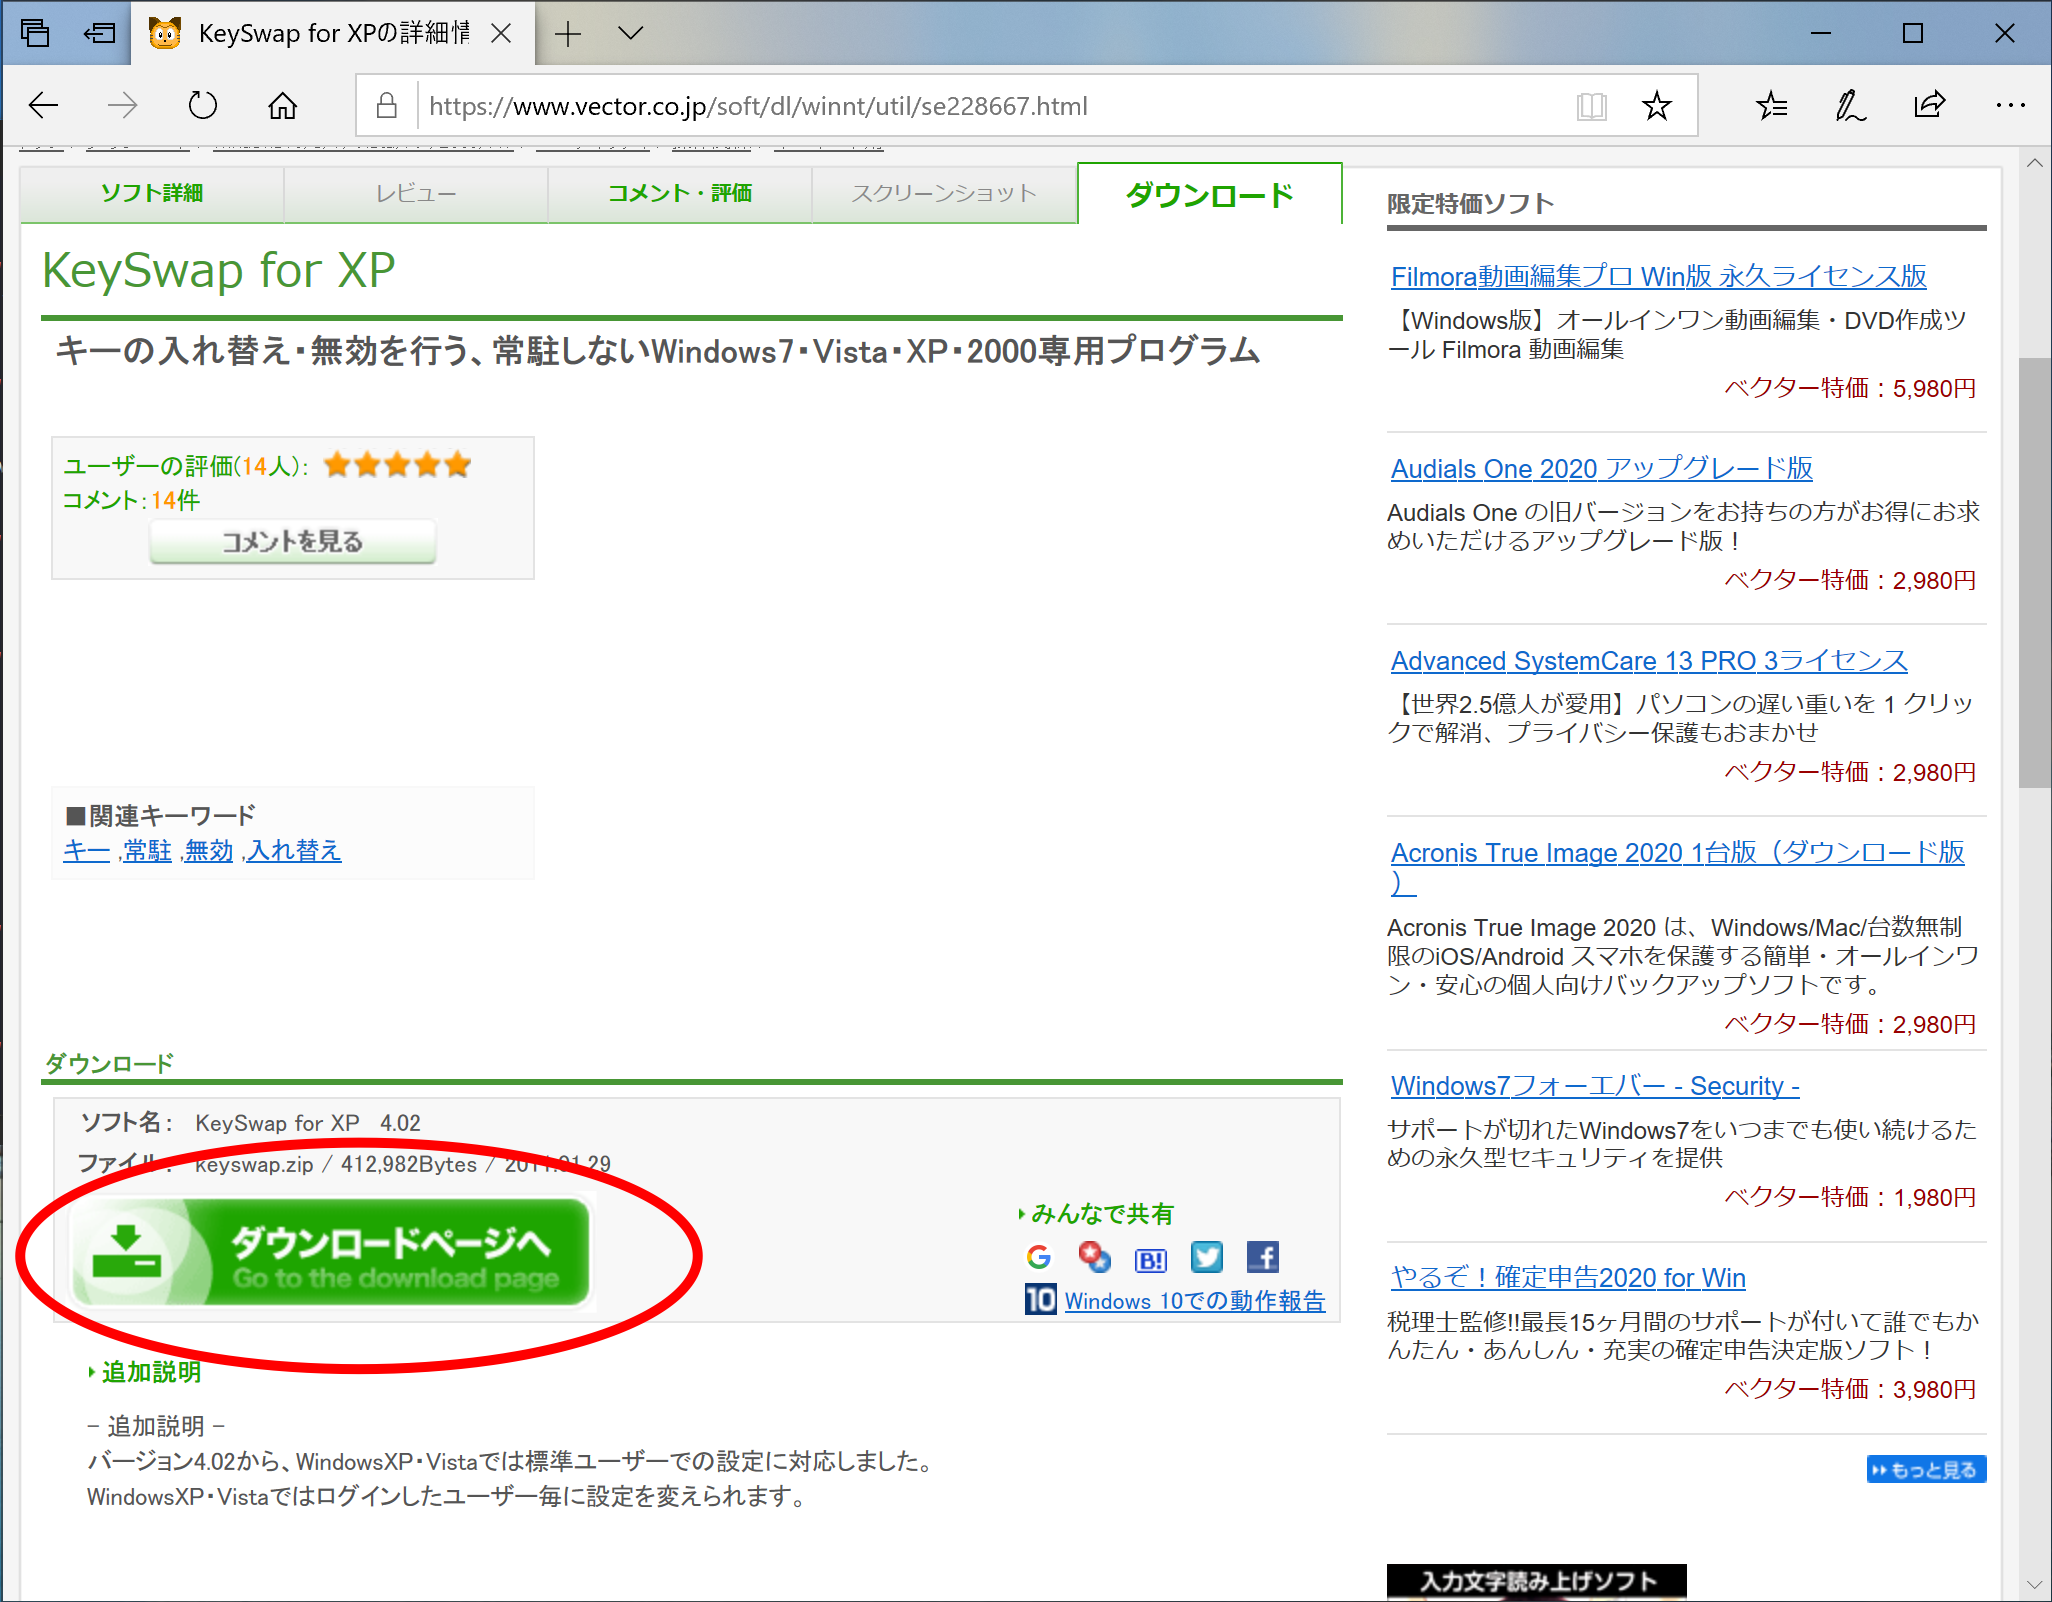 KeySwap for XPの詳細情
https://www.vector.co.jp/soft/dl/winnt/util/se228667.html
ソフト詳細
レビュー
コメント・評価
スクリーンショット
ダウンロード
KeySwap for XP
キーの入れ替え・無効を行う、常駐しないWindows7・Vista・XP・2000専用プログラム
ユーザーの評価(14人):
コメント:14件
コメントを見る
■関連キーワード
キー ,常駐 ,無効 ,入れ替え
ダウンロード
ソフト名: KeySwap for XP 4.02
ファイル: keyswap.zip / 412,982Bytes / 2011.01.29
ダウンロードページへ
Go to the download page
みんなで共有
B!
10 Windows 10での動作報告
追加説明
- 追加説明 -
バージョン4.02から、WindowsXP・Vistaでは標準ユーザーでの設定に対応しました。
WindowsXP・Vistaではログインしたユーザー毎に設定を変えられます。
限定特価ソフト
Filmora動画編集プロ Win版 永久ライセンス版
【Windows版】オールインワン動画編集・DVD作成ツ
ール Filmora 動画編集
ベクター特価：5,980円
Audials One 2020 アップグレード版
Audials One の旧バージョンをお持ちの方がお得にお求
めいただけるアップグレード版！
ベクター特価：2,980円
Advanced SystemCare 13 PRO 3ライセンス
【世界2.5億人が愛用】パソコンの遅い重いを 1 クリッ
クで解消、プライバシー保護もおまかせ
ベクター特価：2,980円
Acronis True Image 2020 1台版（ダウンロード版
）
Acronis True Image 2020 は、Windows/Mac/台数無制
限のiOS/Android スマホを保護する簡単・オールインワ
ン・安心の個人向けバックアップソフトです。
ベクター特価：2,980円
Windows7フォーエバー - Security -
サポートが切れたWindows7をいつまでも使い続けるた
めの永久型セキュリティを提供
ベクター特価：1,980円
やるぞ！確定申告2020 for Win
税理士監修!!最長15ヶ月間のサポートが付いて誰でもか
んたん・あんしん・充実の確定申告決定版ソフト！
ベクター特価：3,980円
もっと見る
入力文字読み上げソフト